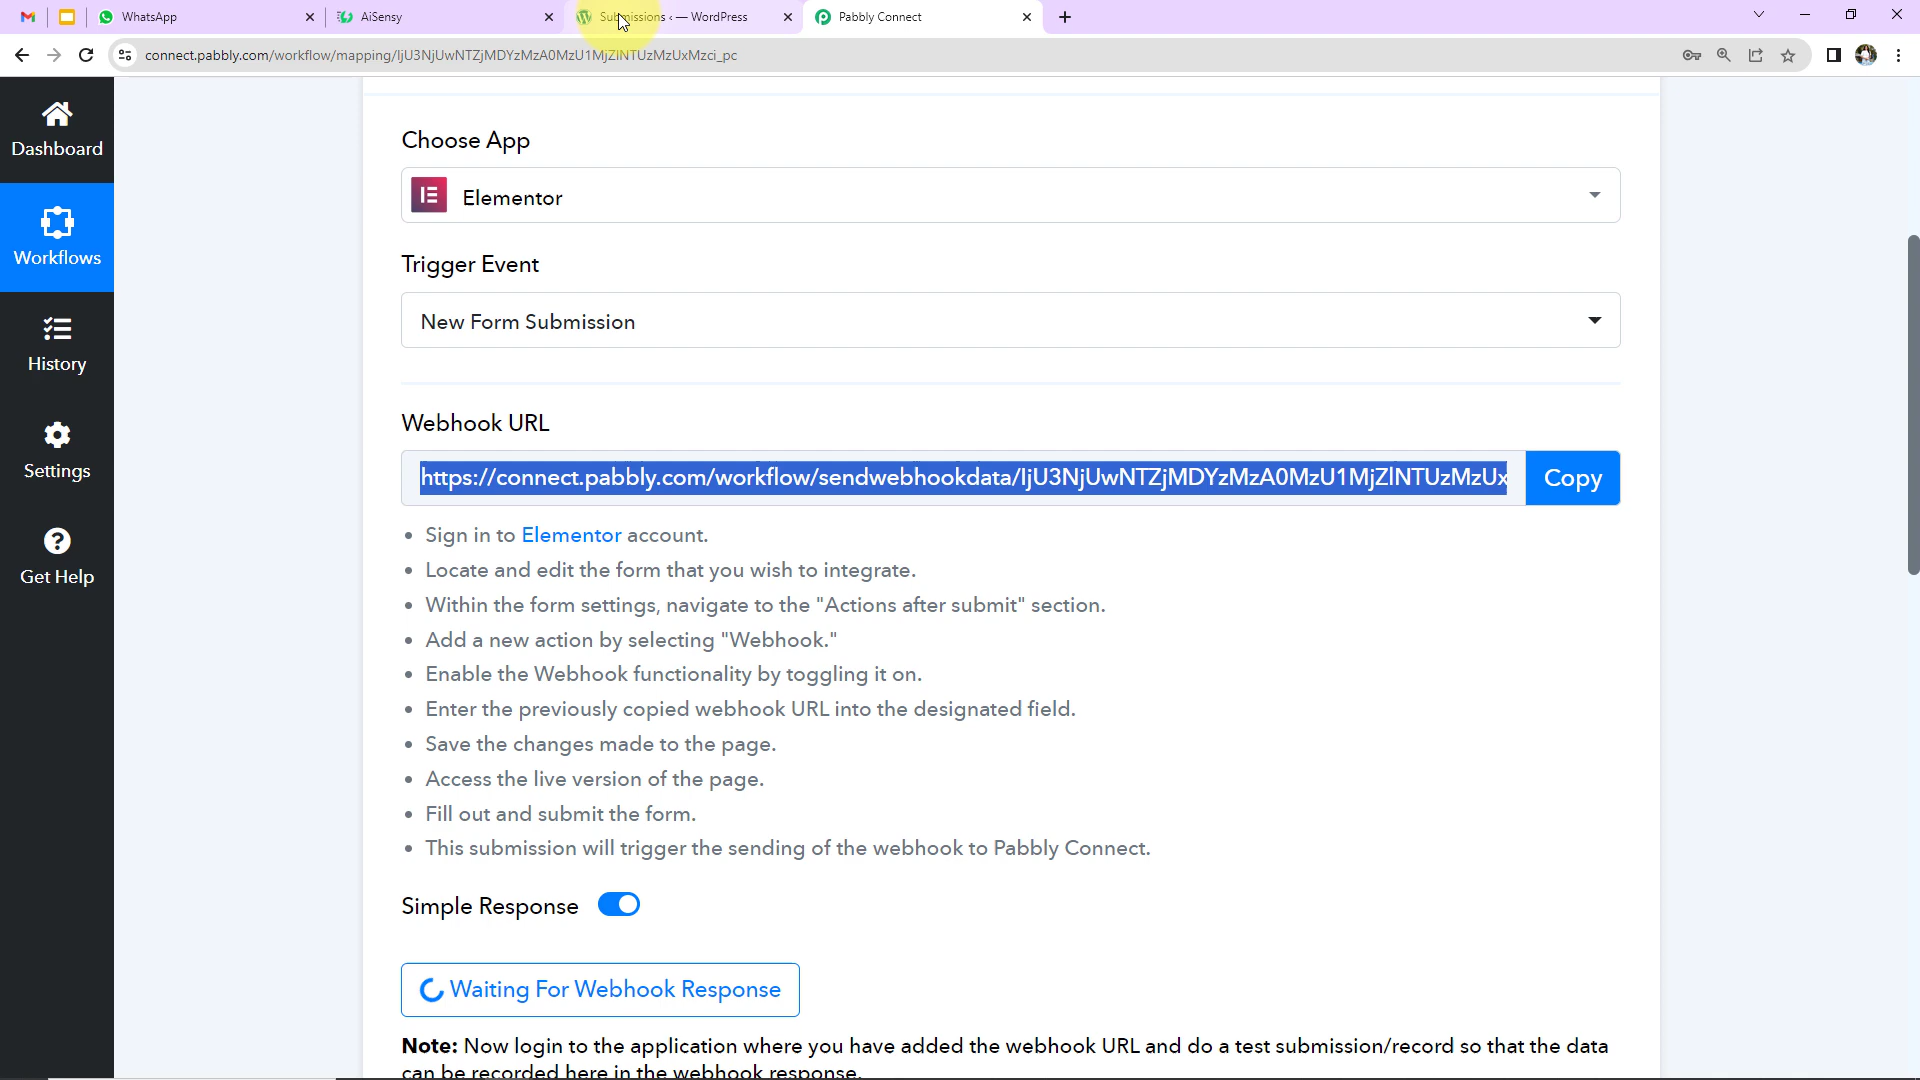 WhatsApp
AiSensy
Submissions ‹ — WordPress
Pabbly Connect
connect.pabbly.com/workflow/mapping/IjU3NjUwNTZjMDYzMzA0MzU1MjZlNTUzMzUxMzci_pc
Dashboard
Workflows
History
Settings
Get Help
Choose App
Elementor
Trigger Event
New Form Submission
Webhook URL
https://connect.pabbly.com/workflow/sendwebhookdata/IjU3NjUwNTZjMDYzMzA0MzU1MjZlNTUzMzUx
Copy
• Sign in to Elementor account.
• Locate and edit the form that you wish to integrate.
• Within the form settings, navigate to the "Actions after submit" section.
• Add a new action by selecting "Webhook."
• Enable the Webhook functionality by toggling it on.
• Enter the previously copied webhook URL into the designated field.
• Save the changes made to the page.
• Access the live version of the page.
• Fill out and submit the form.
• This submission will trigger the sending of the webhook to Pabbly Connect.
Simple Response
Waiting For Webhook Response
Note: Now login to the application where you have added the webhook URL and do a test submission/record so that the data
can be recorded here in the webhook response.